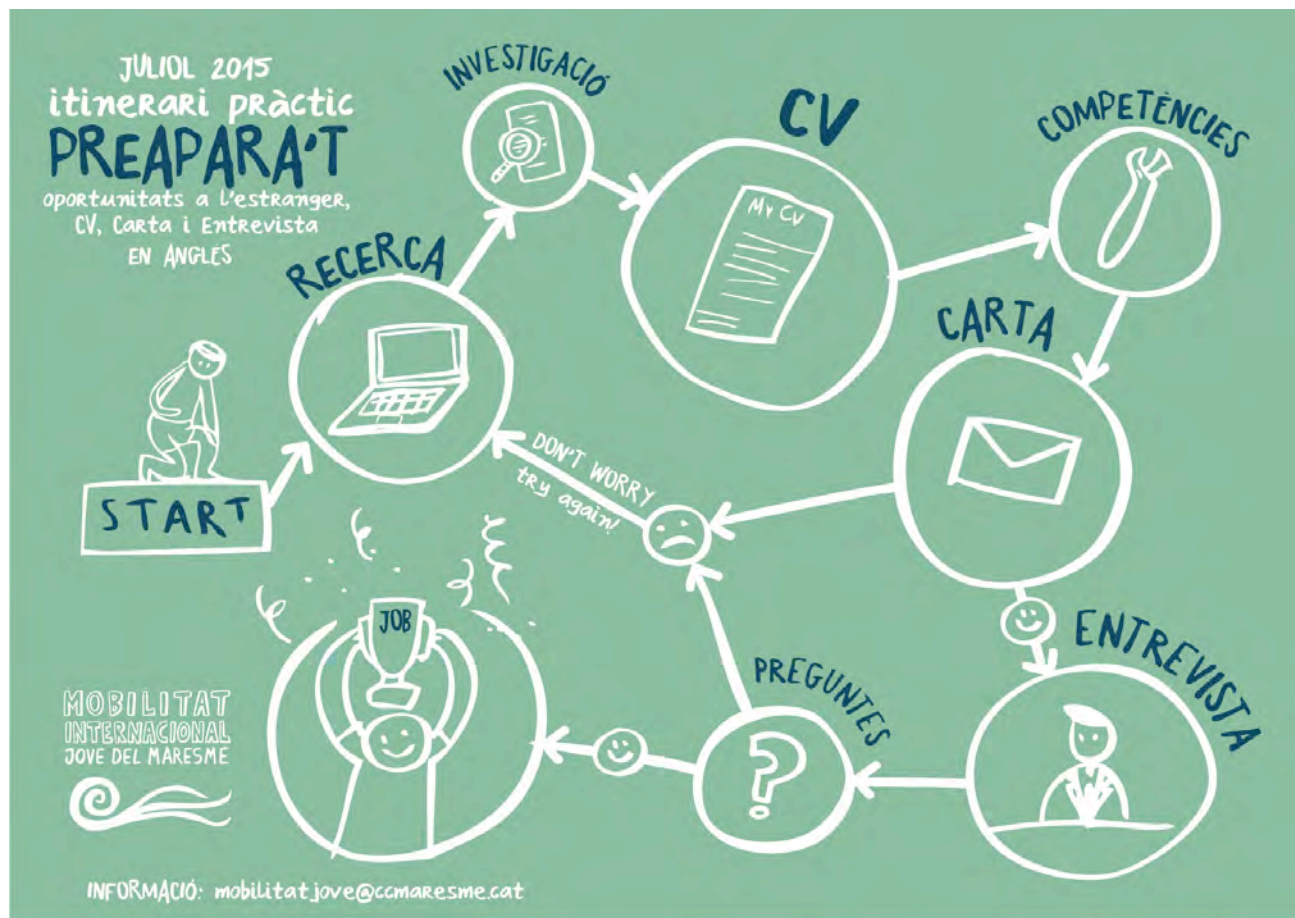 JULIOL 2015
itinerari pràctic
PREAPARA'T
oportunitats a l'estranger,
CV, Carta i Entrevista
EN ANGLÈS
START
RECERCA
INVESTIGACIÓ
CV
MY CV
COMPETÈNCIES
CARTA
DON'T WORRY
try again!
ENTREVISTA
PREGUNTES
JOB
MOBILITAT
INTERNACIONAL
JOVE DEL MARESME
INFORMACIÓ: mobilitatjove@ccmaresme.cat